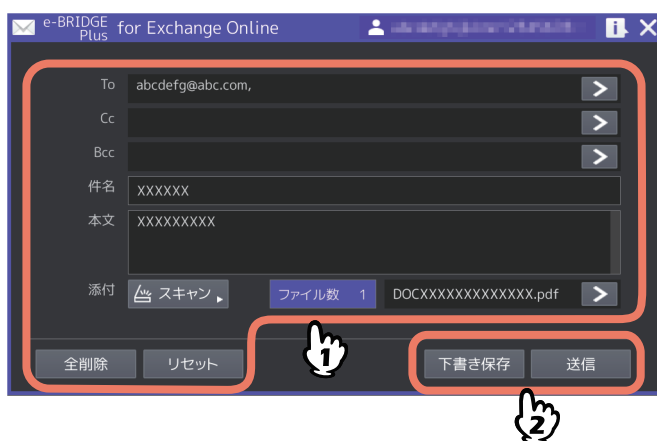 e-BRIDGE Plus for Exchange Online
To abcdefg@abc.com,
Cc
Bcc
件名 XXXXXX
本文 XXXXXXXXX
添付 スキャン ファイル数 1 DOCXXXXXXXXXXXXX.pdf
1
全削除 リセット 下書き保存 送信
2